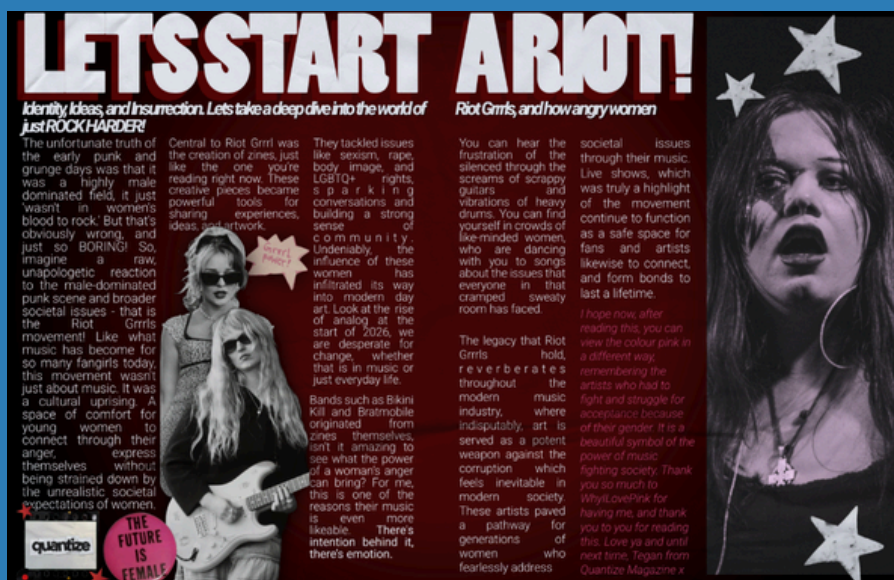 LETS START A RIOT!
Identity, Ideas, and Insurrection. Lets take a deep dive into the world of Riot Grrrls, and how angry women
just ROCK HARDER!
The unfortunate truth of
the early punk and
grunge days was that it
was a highly male
dominated field, it just
'wasn't in women's
blood to rock.' But that's
obviously wrong, and
just so BORING! So,
imagine a raw,
unapologetic reaction
to the male-dominated
punk scene and broader
societal issues - that is
the Riot Grrrls
movement! Like what
music has become for
so many fangirls today,
this movement wasn't
just about music. It was
a cultural uprising. A
space of comfort for
young women to
connect through their
anger, express
themselves without
being strained down by
the unrealistic societal
expectations of women.
Central to Riot Grrrl was
the creation of zines, just
like the one you're
reading right now. These
creative pieces became
powerful tools for
sharing experiences,
ideas, and artwork.
Grrrl
power!
They tackled issues
like sexism, rape,
body image, and
LGBTQ+ rights,
sparking
conversations and
building a strong
sense of
community.
Undeniably, the
influence of these
women has
infiltrated its way
into modern day
art. Look at the rise
of analog at the
start of 2026, we
are desperate for
change, whether
that is in music or
just everyday life.
Bands such as Bikini
Kill and Bratmobile
originated from
zines themselves,
isn't it amazing to
see what the power
of a woman's anger
can bring? For me,
this is one of the
reasons their music
is even more
likeable. There's
intention behind it,
there's emotion.
You can hear the
frustration of the
silenced through the
screams of scrappy
guitars and
vibrations of heavy
drums. You can find
yourself in crowds of
like-minded women,
who are dancing
with you to songs
about the issues that
everyone in that
cramped sweaty
room has faced.
The legacy that Riot
Grrrls hold,
reverberates
throughout the
modern music
industry, where
indisputably, art is
served as a potent
weapon against the
corruption which
feels inevitable in
modern society.
These artists paved
a pathway for
generations of
women who
fearlessly address
societal issues
through their music.
Live shows, which
was truly a highlight
of the movement
continue to function
as a safe space for
fans and artists
likewise to connect,
and form bonds to
last a lifetime.
I hope now, after
reading this, you can
view the colour pink in
a different way,
remembering the
artists who had to
fight and struggle for
acceptance because
of their gender. It is a
beautiful symbol of the
power of music
fighting society. Thank
you so much to
WhyILovePink for
having me, and thank
you to you for reading
this. Love ya and until
next time, Tegan from
Quantize Magazine x
quantize
THE
FUTURE
IS
FEMALE